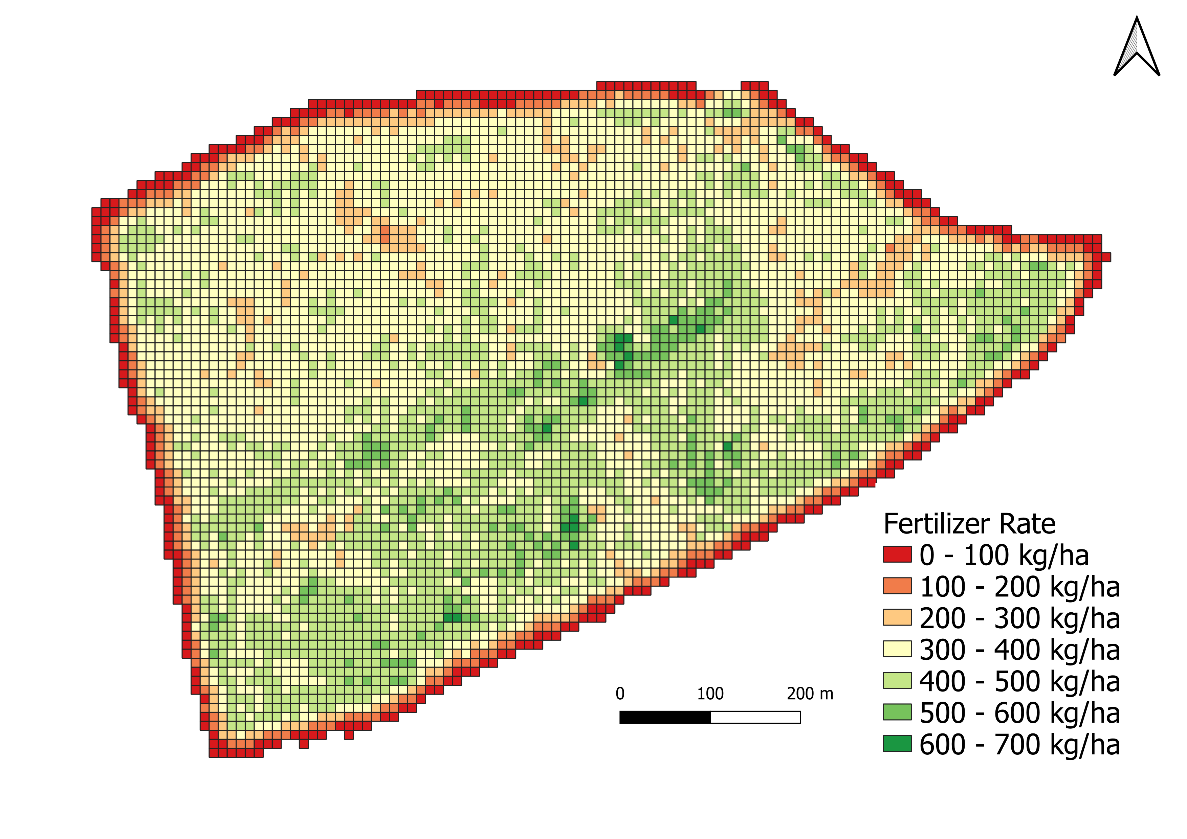 Fertilizer Rate
0 - 100 kg/ha
100 - 200 kg/ha
200 - 300 kg/ha
300 - 400 kg/ha
400 - 500 kg/ha
500 - 600 kg/ha
600 - 700 kg/ha
0 100 200 m